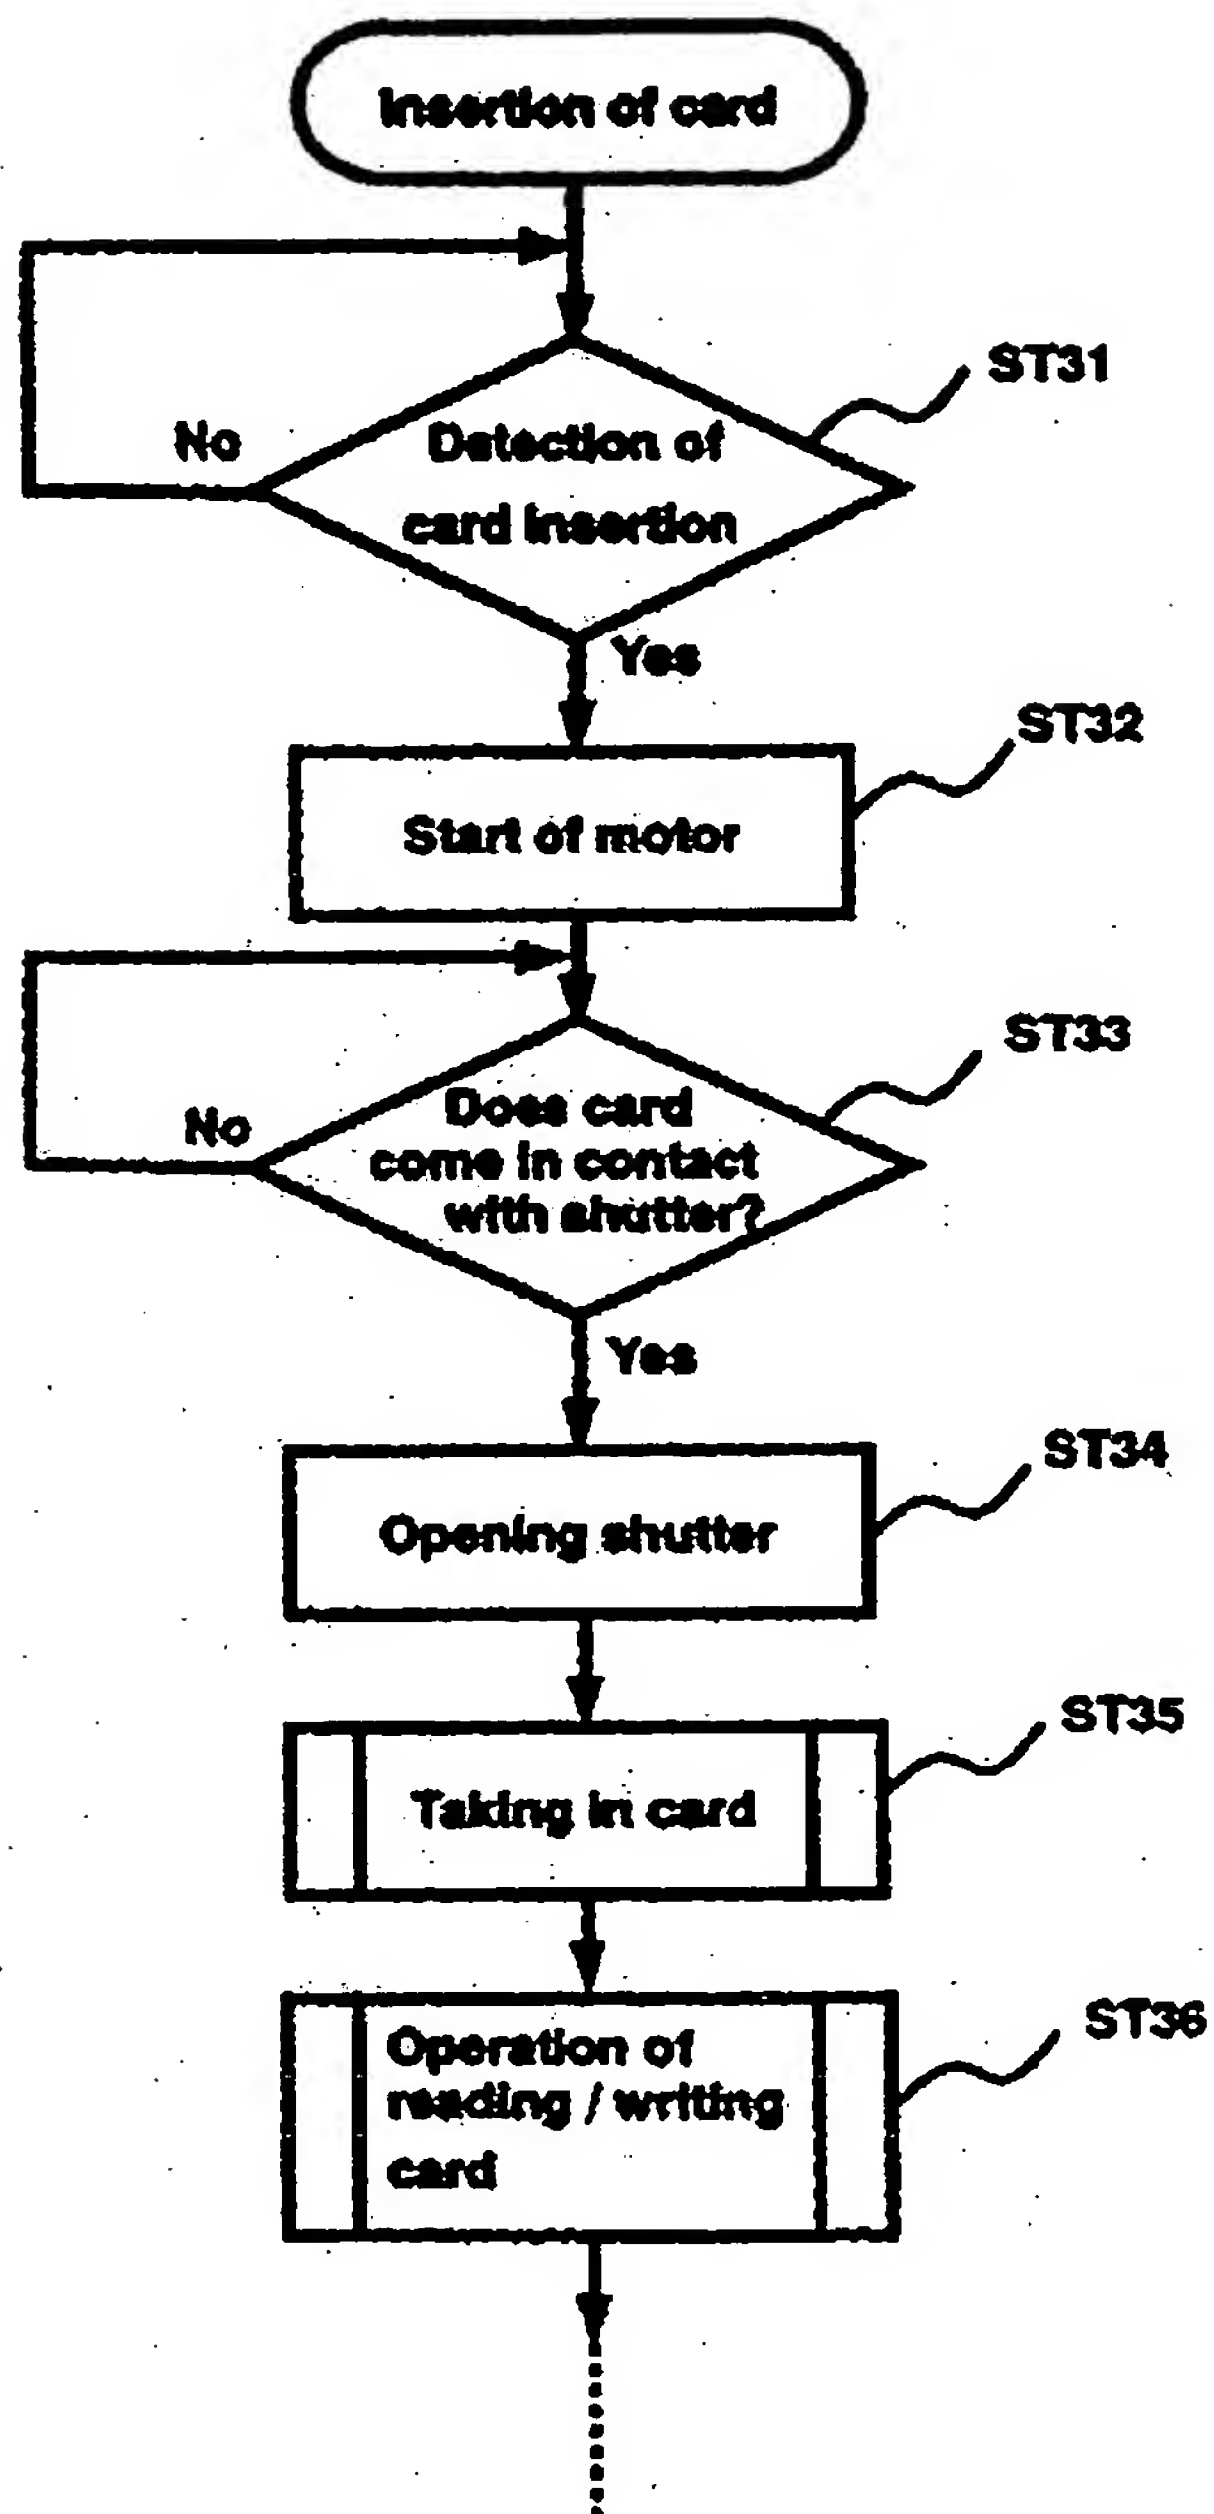 Insertion of card
ST31
No
Detection of
card insertion
Yes
ST32
Start of motor
ST33
No
Does card
come in contact
with shutter?
Yes
ST34
Opening shutter
ST35
Taking in card
ST36
Operation of
reading / writing
card